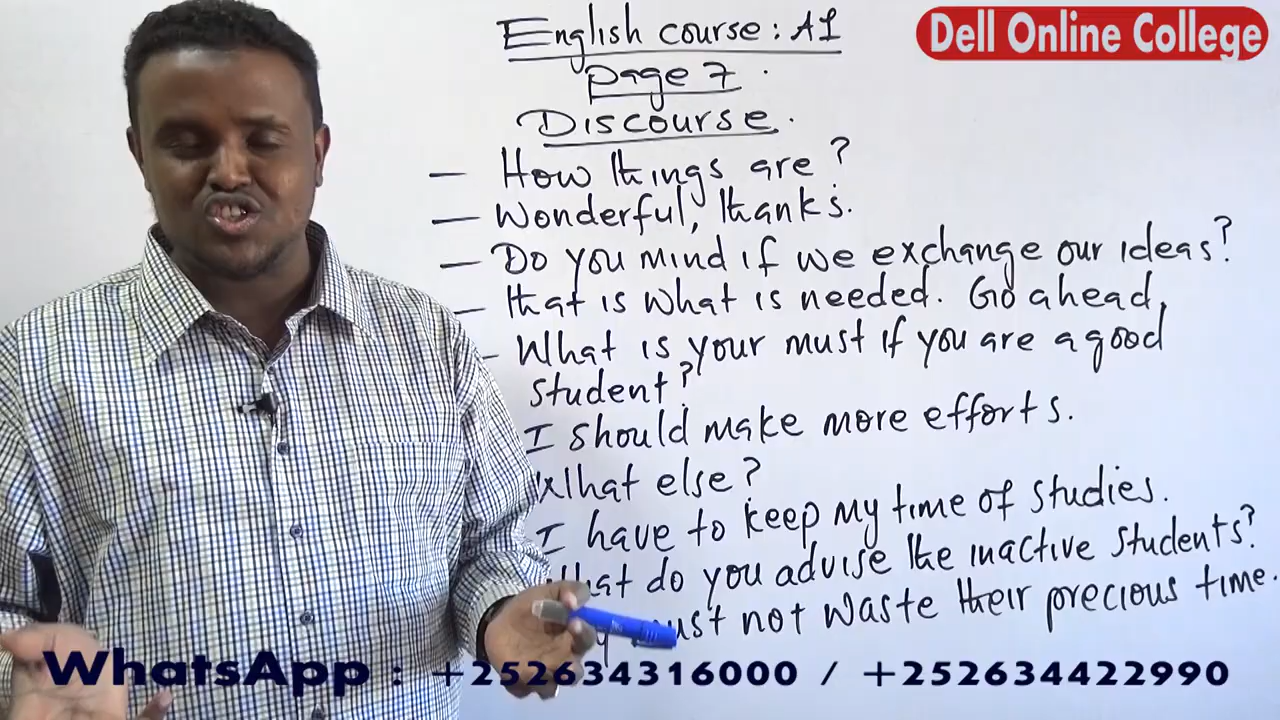 Dell Online College
English course: A1
page 7.
Discourse.
— How things are?
— Wonderful, thanks.
— Do you mind if we exchange our ideas?
— that is what is needed. Go ahead,
- What is your must if you are a good
student?
I should make more efforts.
What else?
I have to keep my time of studies.
What do you advise the inactive students?
must not waste their precious time.
WhatsApp : +252634316000 / +252634422990